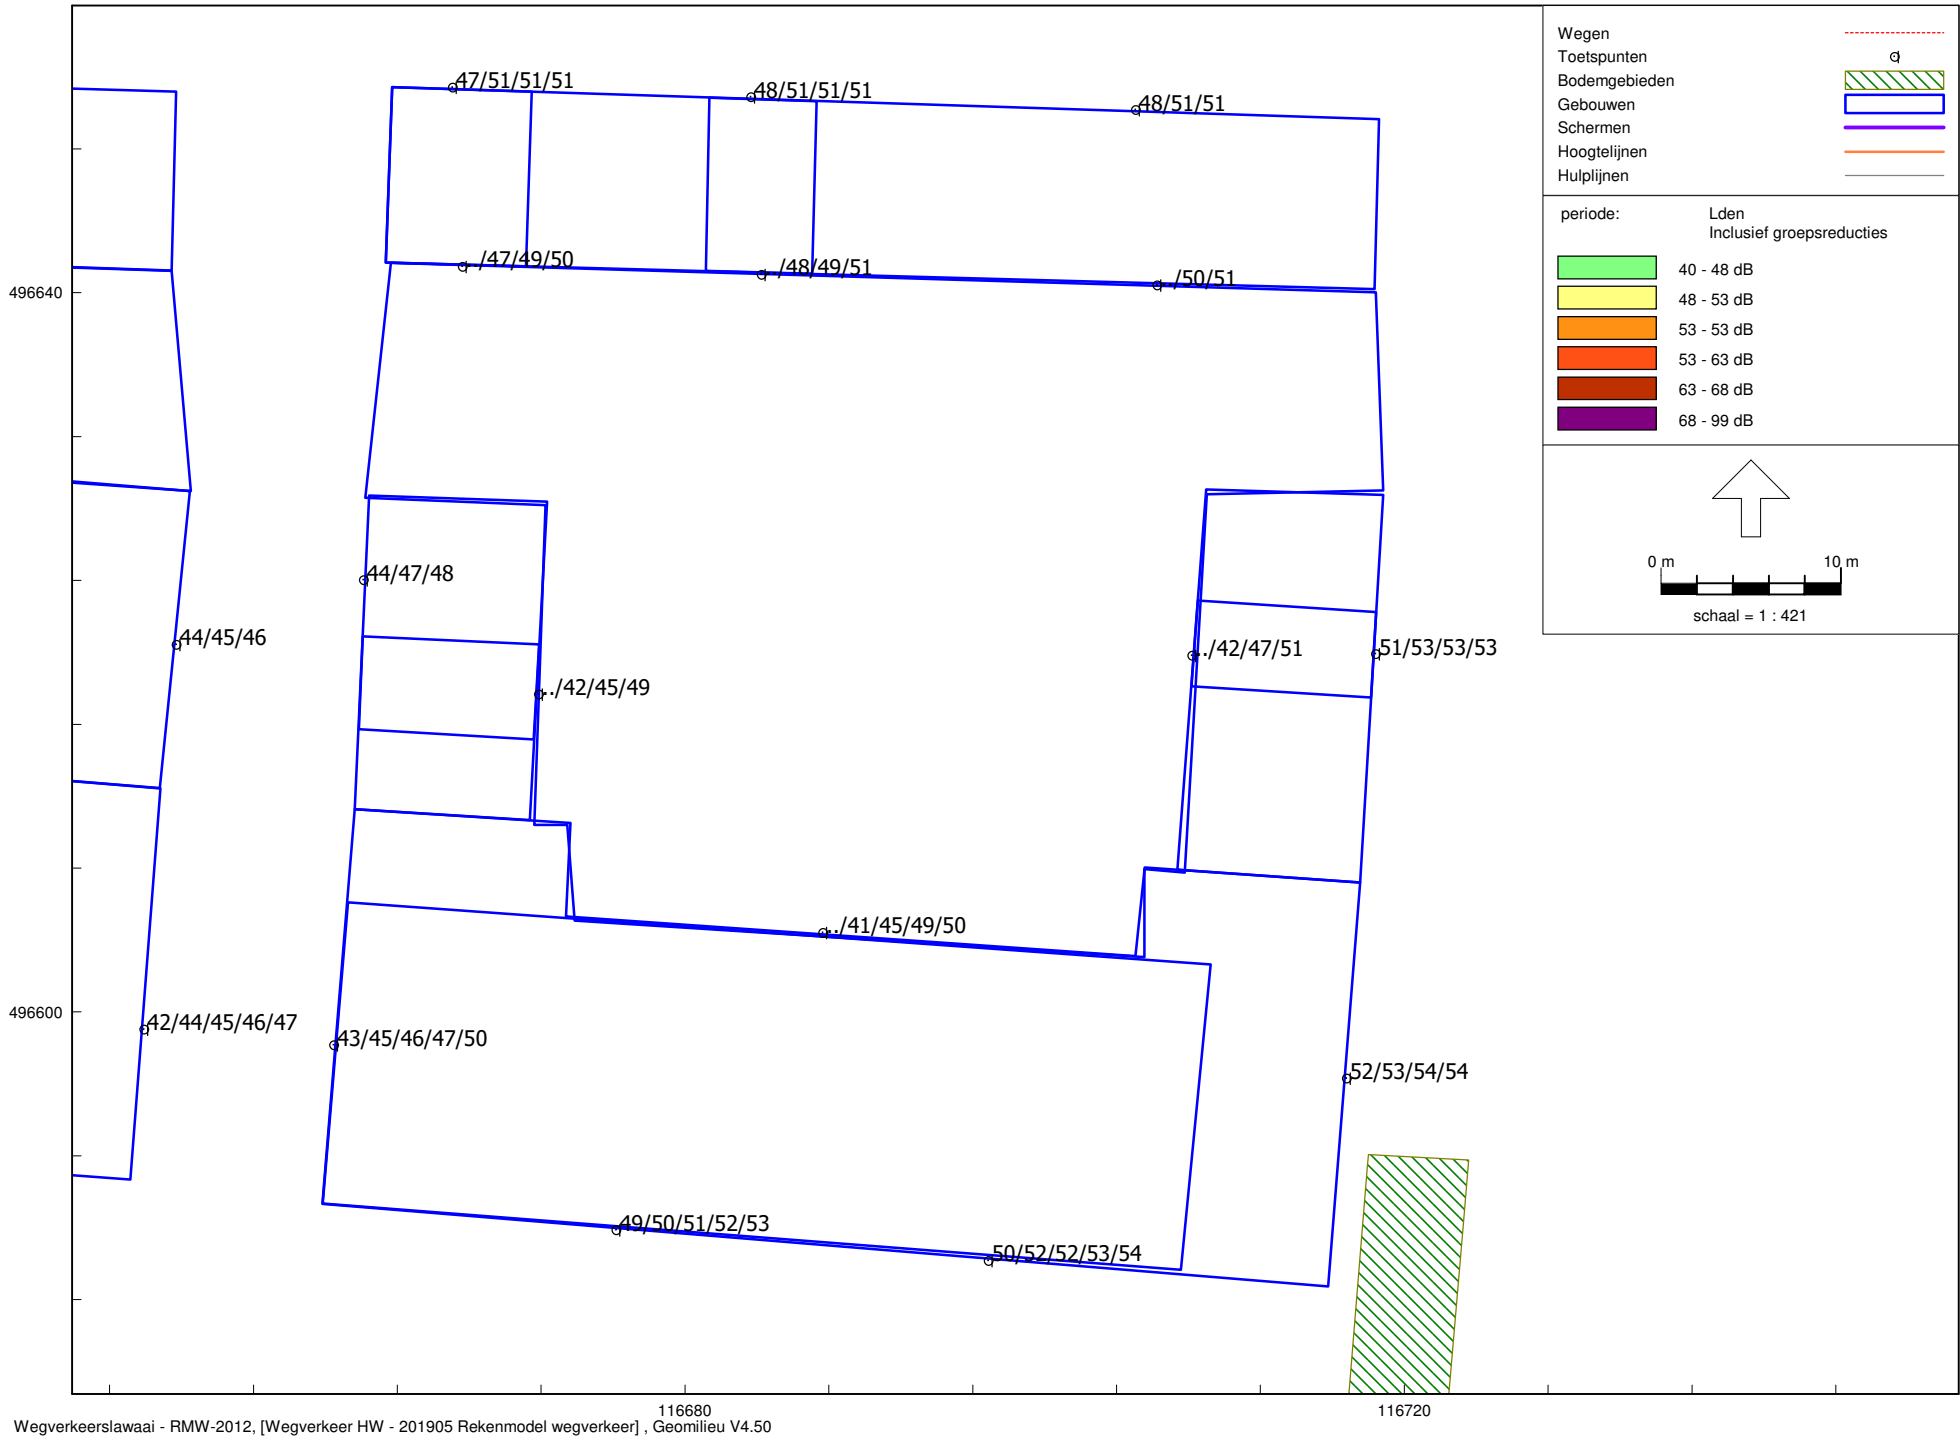 47/51/51/51
48/51/51/51
48/51/51
../47/49/50
../48/49/51
../50/51
496640
44/47/48
44/45/46
../42/45/49
../42/47/51
51/53/53/53
../41/45/49/50
496600
42/44/45/46/47
43/45/46/47/50
52/53/54/54
49/50/51/52/53
50/52/52/53/54
116680
116720
Wegen
Toetspunten
Bodemgebieden
Gebouwen
Schermen
Hoogtelijnen
Hulplijnen
periode: Lden
Inclusief groepsreducties
40 - 48 dB
48 - 53 dB
53 - 53 dB
53 - 63 dB
63 - 68 dB
68 - 99 dB
0 m 10 m
schaal = 1 : 421
Wegverkeerslawaai - RMW-2012, [Wegverkeer HW - 201905 Rekenmodel wegverkeer] , Geomilieu V4.50